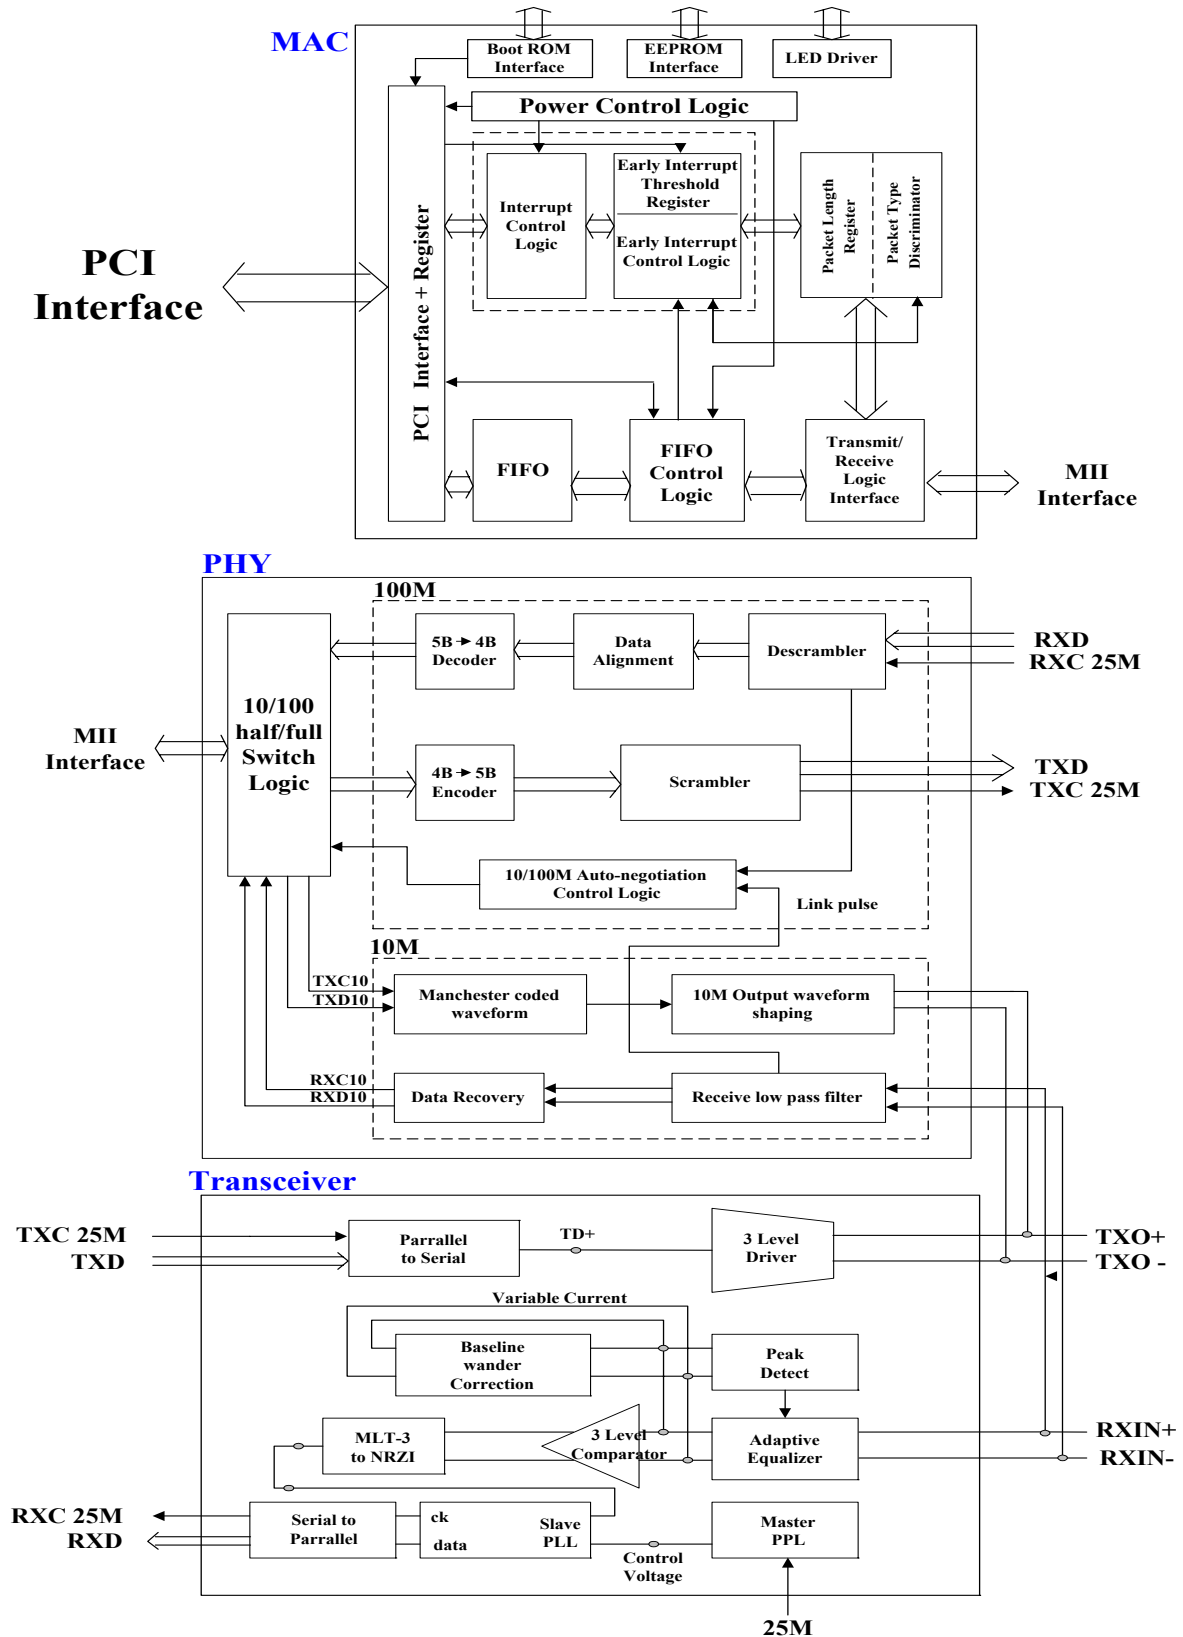 MAC
Boot ROM
Interface
EEPROM
Interface
LED Driver
Power Control Logic
PCI Interface + Register
Interrupt
Control
Logic
Early Interrupt
Threshold
Register
Early Interrupt
Control Logic
Packet Length
Register
Packet Type
Discriminator
PCI
Interface
FIFO
FIFO
Control
Logic
Transmit/
Receive
Logic
Interface
MII
Interface
PHY
100M
10/100
half/full
Switch
Logic
5B 4B
Decoder
Data
Alignment
Descrambler
RXD
RXC 25M
MII
Interface
4B 5B
Encoder
Scrambler
TXD
TXC 25M
10/100M Auto-negotiation
Control Logic
Link pulse
10M
TXC10
TXD10
Manchester coded
waveform
10M Output waveform
shaping
RXC10
RXD10
Data Recovery
Receive low pass filter
Transceiver
TXC 25M
TXD
Parrallel
to Serial
TD+
3 Level
Driver
TXO+
TXO -
Variable Current
Baseline
wander
Correction
Peak
Detect
MLT-3
to NRZI
3 Level
Comparator
Adaptive
Equalizer
RXIN+
RXIN-
RXC 25M
RXD
Serial to
Parrallel
ck
data
Slave
PLL
Control
Voltage
Master
PPL
25M